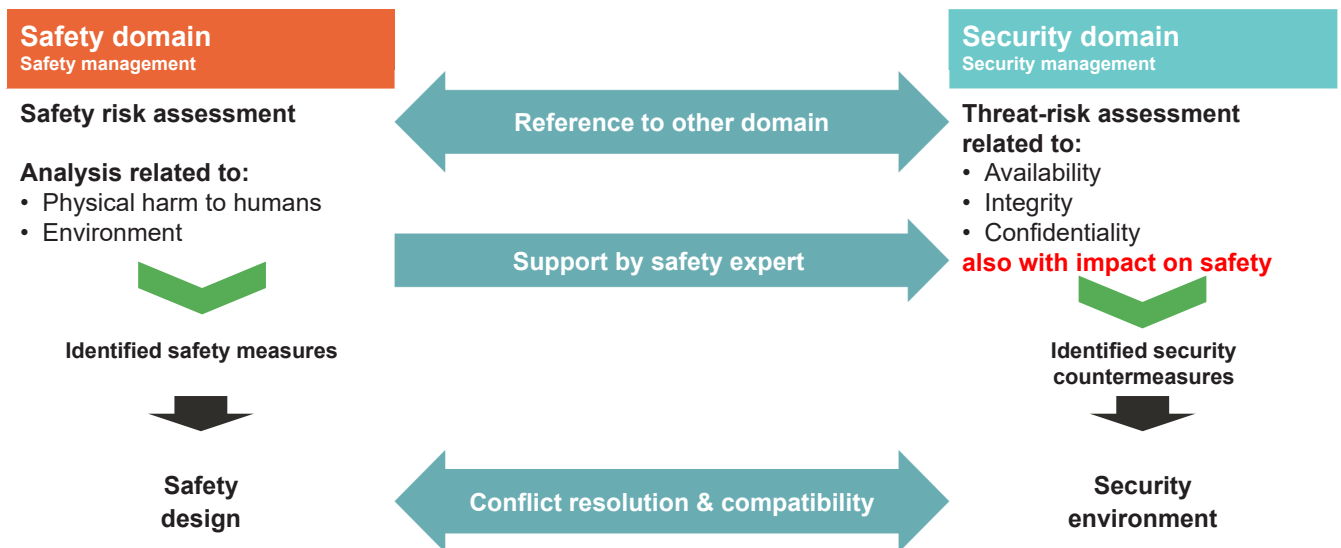 Safety domain
Safety management
Safety risk assessment
Analysis related to:
• Physical harm to humans
• Environment
Identified safety measures
Safety
design
Reference to other domain
Support by safety expert
Conflict resolution & compatibility
Security domain
Security management
Threat-risk assessment
related to:
• Availability
• Integrity
• Confidentiality
also with impact on safety
Identified security
countermeasures
Security
environment